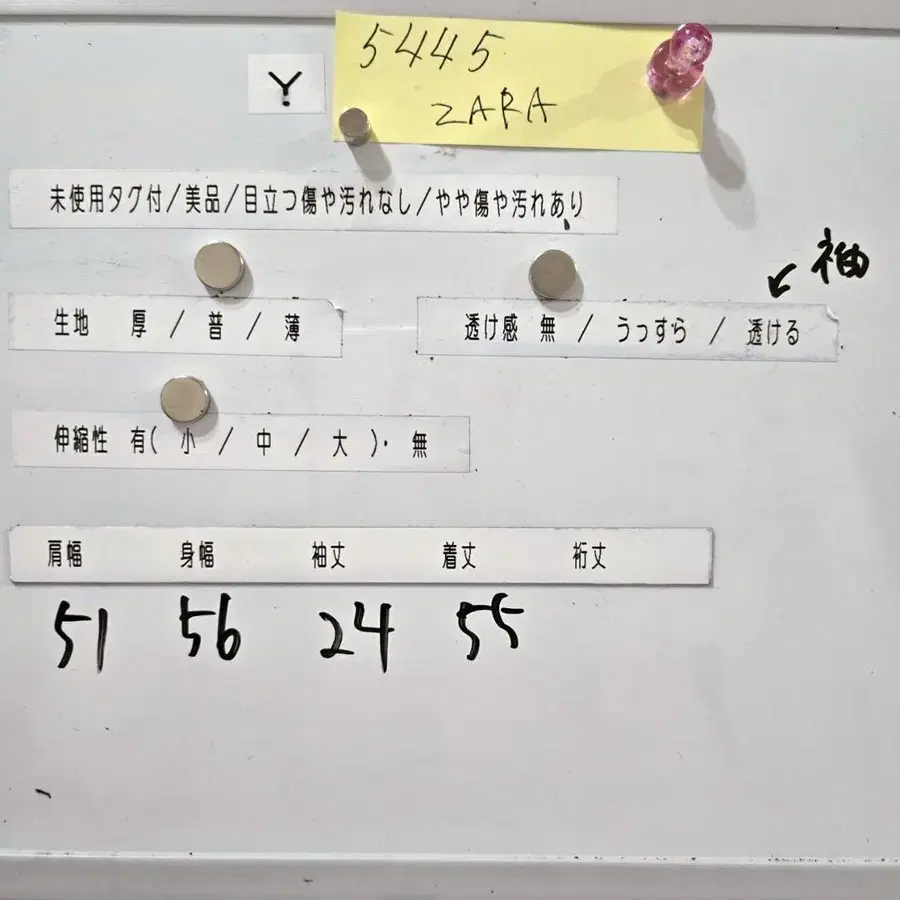 5445
Y
ZARA
未使用タグ付/美品/目立つ傷や汚れなし/やや傷や汚れあり
袖
生地 厚 / 普 / 薄
透け感 無 / うっすら / 透ける
伸縮性 有( 小 / 中 / 大 )・ 無
肩幅 身幅 袖丈 着丈 裄丈
51 56 24 55